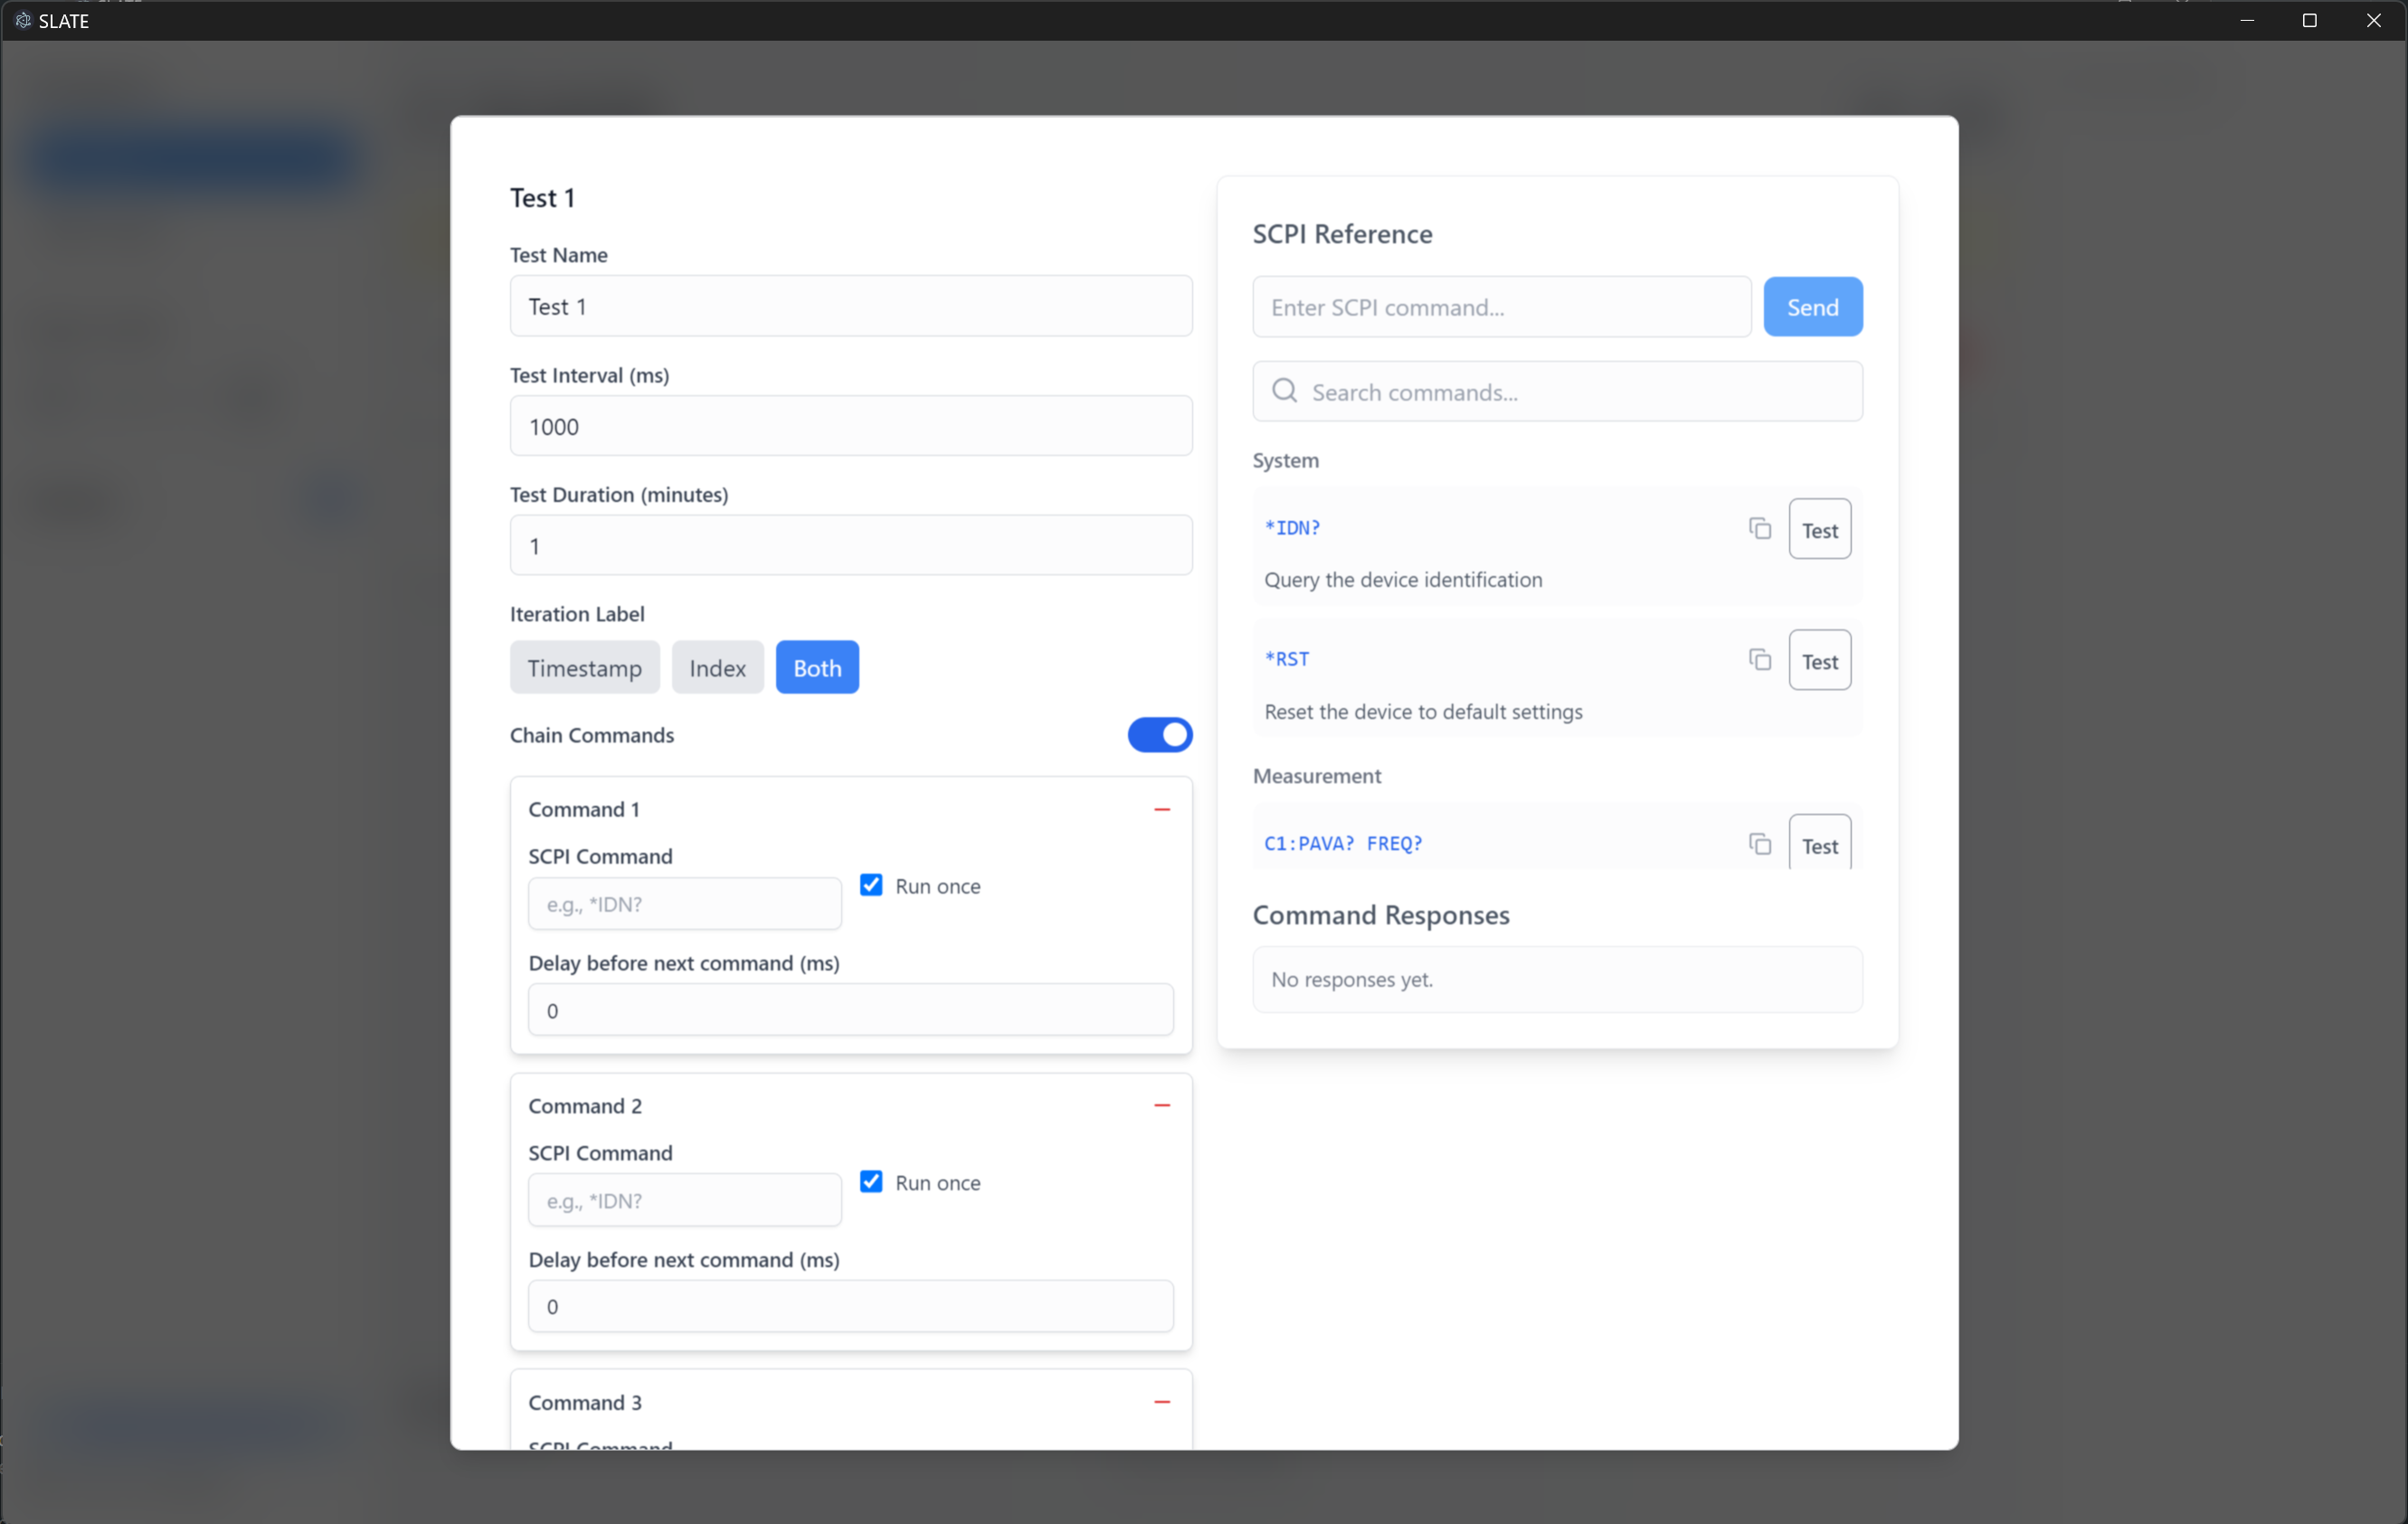 SLATE
Test 1
Test Name
Test 1
Test Interval (ms)
1000
Test Duration (minutes)
1
Iteration Label
Timestamp Index Both
Chain Commands
Command 1
SCPI Command
e.g., *IDN?
Run once
Delay before next command (ms)
0
Command 2
SCPI Command
e.g., *IDN?
Run once
Delay before next command (ms)
0
Command 3
SCPI Command
SCPI Reference
Enter SCPI command...
Send
Search commands...
System
*IDN?
Test
Query the device identification
*RST
Test
Reset the device to default settings
Measurement
C1:PAVA? FREQ?
Test
Command Responses
No responses yet.